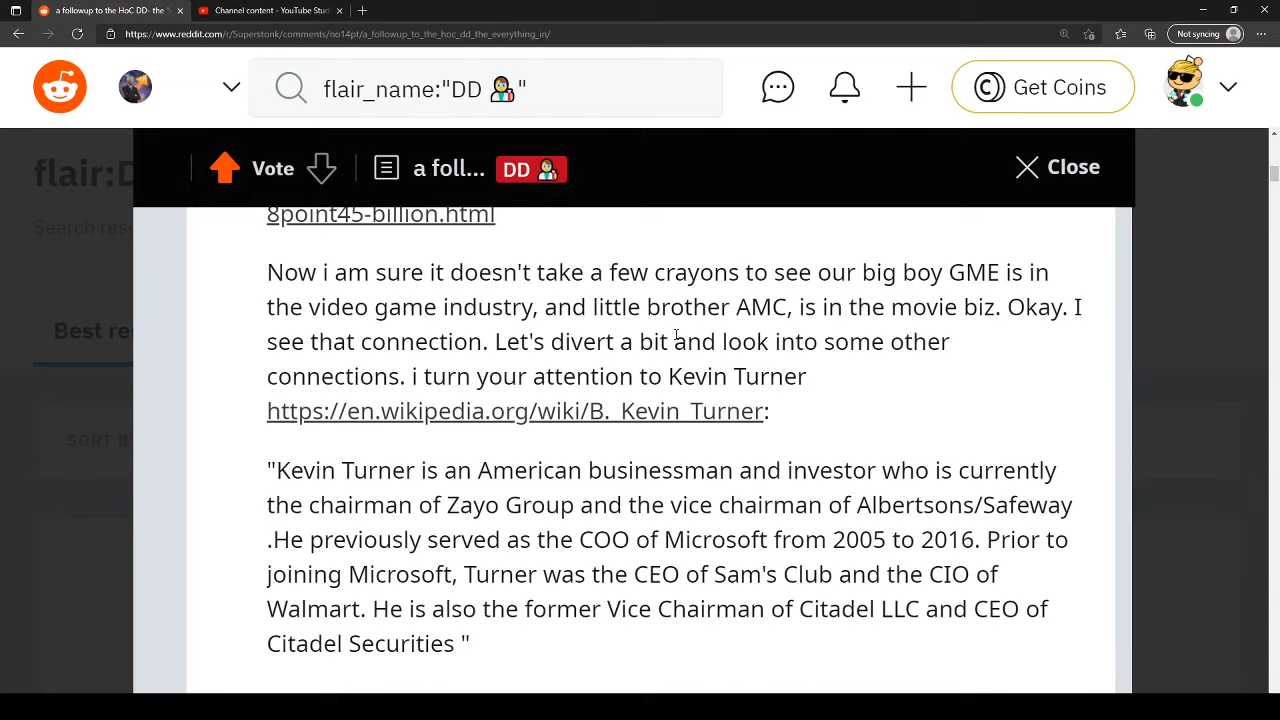 a followup to the HoC DD- the "
Channel content - YouTube Stud
https://www.reddit.com/r/Superstonk/comments/no14pt/a_followup_to_the_hoc_dd_the_everything_in/
Not syncing
flair_name:"DD 👩‍🔬"
Get Coins
flair:D
Search res
Best re
SORT B
Vote
a foll...
DD
Close
8point45-billion.html
Now i am sure it doesn't take a few crayons to see our big boy GME is in
the video game industry, and little brother AMC, is in the movie biz. Okay. I
see that connection. Let's divert a bit and look into some other
connections. i turn your attention to Kevin Turner
https://en.wikipedia.org/wiki/B._Kevin_Turner:
"Kevin Turner is an American businessman and investor who is currently
the chairman of Zayo Group and the vice chairman of Albertsons/Safeway
.He previously served as the COO of Microsoft from 2005 to 2016. Prior to
joining Microsoft, Turner was the CEO of Sam's Club and the CIO of
Walmart. He is also the former Vice Chairman of Citadel LLC and CEO of
Citadel Securities "